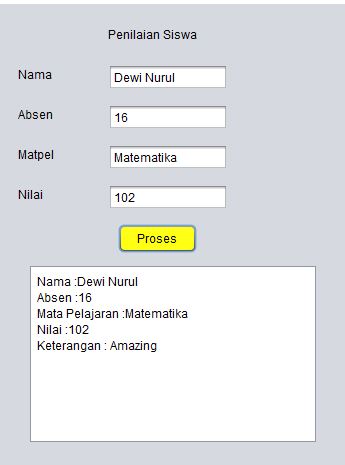 Penilaian Siswa
Nama
Dewi Nurul
Absen
16
Matpel
Matematika
Nilai
102
Proses
Nama :Dewi Nurul
Absen :16
Mata Pelajaran :Matematika
Nilai :102
Keterangan : Amazing